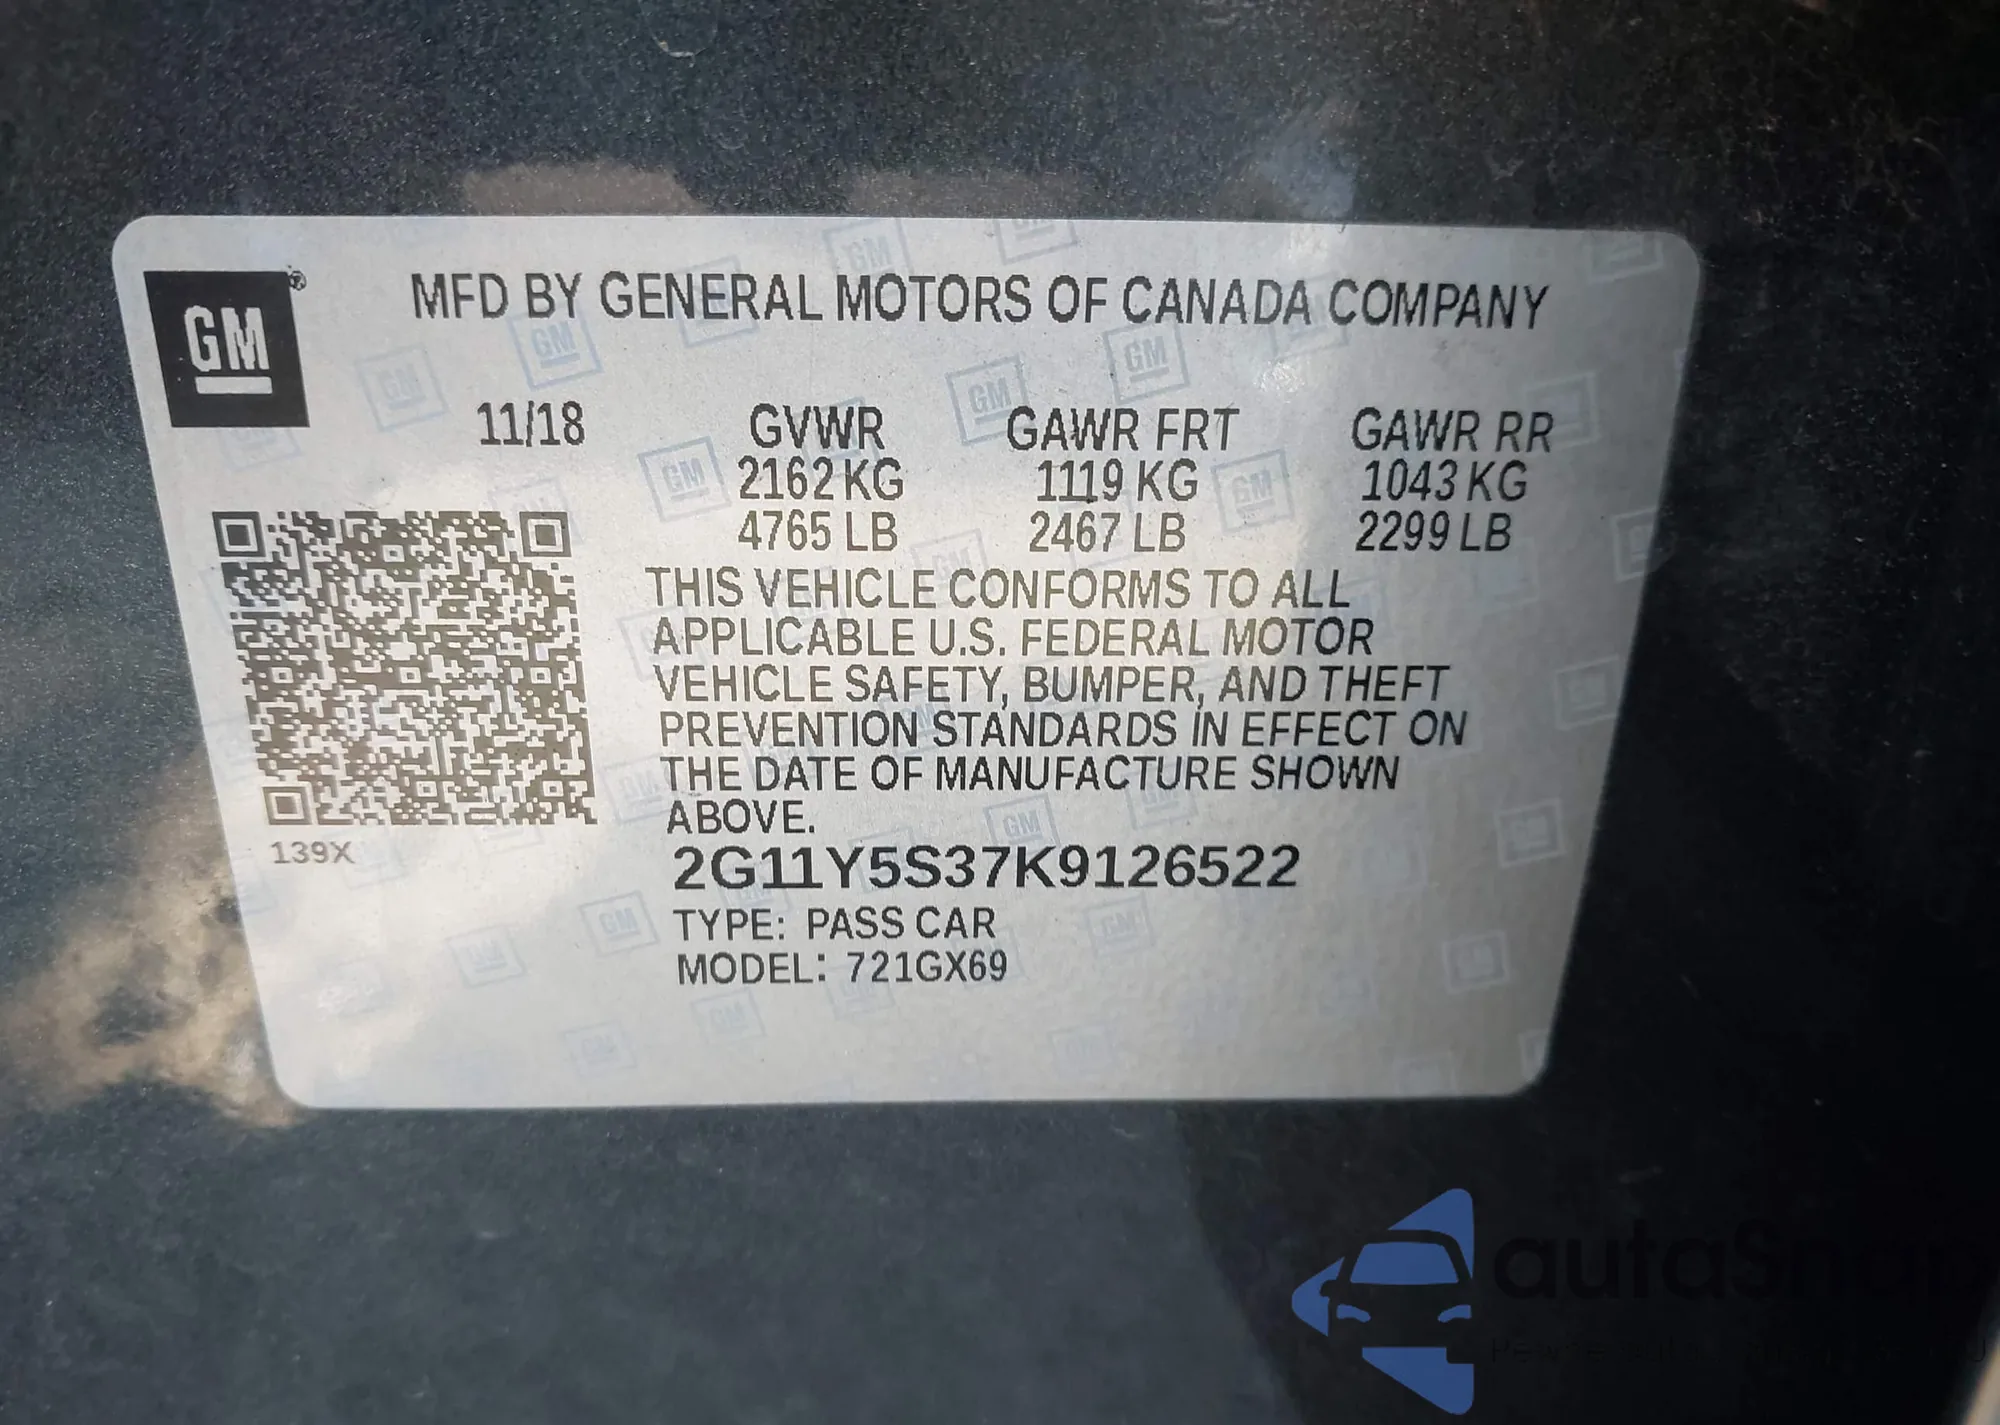 GM
MFD BY GENERAL MOTORS OF CANADA COMPANY
11/18 GVWR GAWR FRT GAWR RR
2162 KG 1119 KG 1043 KG
4765 LB 2467 LB 2299 LB
THIS VEHICLE CONFORMS TO ALL
APPLICABLE U.S. FEDERAL MOTOR
VEHICLE SAFETY, BUMPER, AND THEFT
PREVENTION STANDARDS IN EFFECT ON
THE DATE OF MANUFACTURE SHOWN
ABOVE.
139X
2G11Y5S37K9126522
TYPE: PASS CAR
MODEL: 721GX69